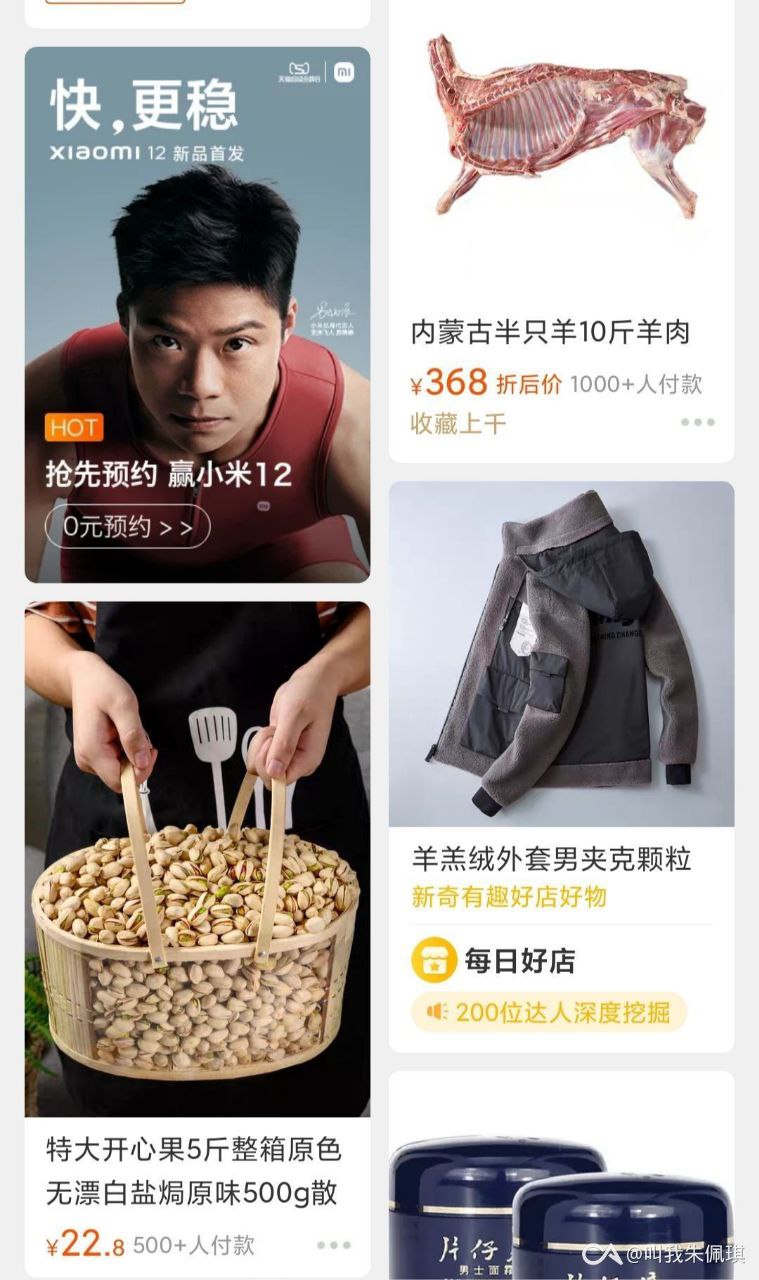 快,更稳
xiaomi 12 新品首发
HOT
抢先预约 赢小米12
0元预约 > >
特大开心果5斤整箱原色
无漂白盐焗原味500g散
¥22.8 500+人付款
内蒙古半只羊10斤羊肉
¥368 折后价 1000+人付款
收藏上千
羊羔绒外套男夹克颗粒
新奇有趣好店好物
每日好店
200位达人深度挖掘
片仔
男士面霜
@叫我朱佩琪